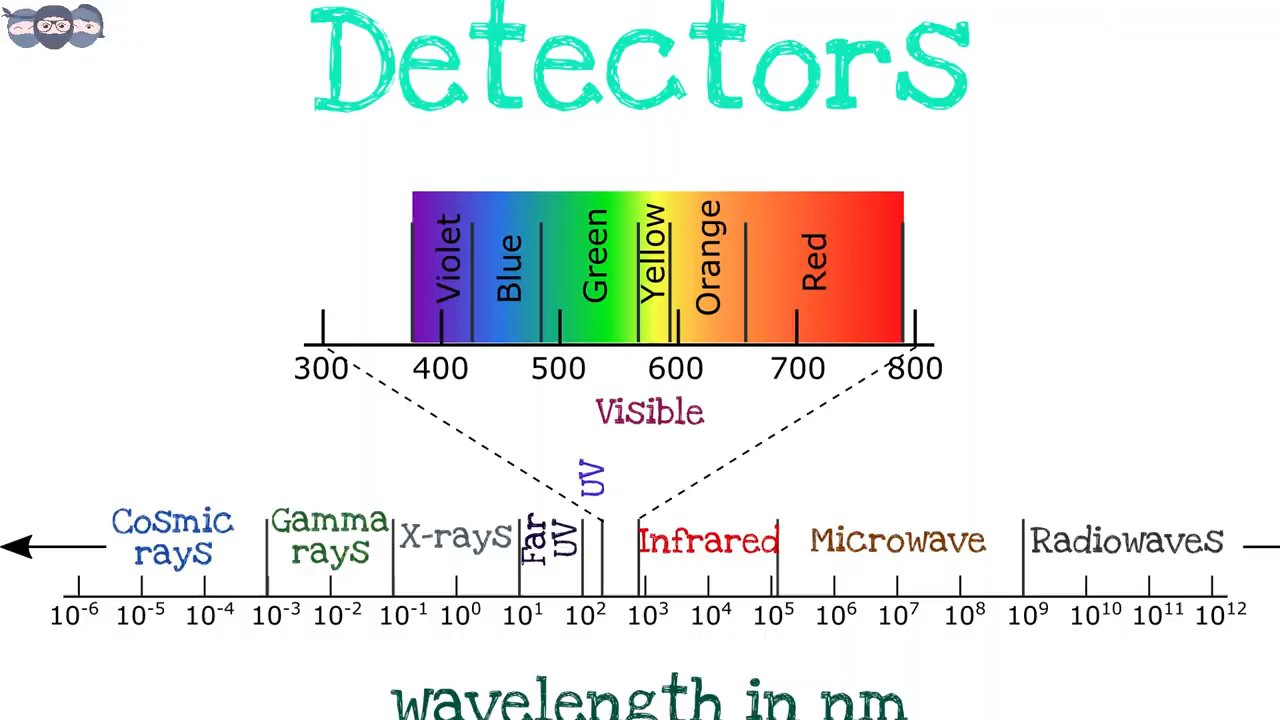 Detectors
Violet
Blue
Green
Yellow
Orange
Red
300 400 500 600 700 800
Visible
UV
Cosmic rays
Gamma rays
X-rays
Far UV
Infrared
Microwave
Radiowaves
10⁻⁶ 10⁻⁵ 10⁻⁴ 10⁻³ 10⁻² 10⁻¹ 10⁰ 10¹ 10² 10³ 10⁴ 10⁵ 10⁶ 10⁷ 10⁸ 10⁹ 10¹⁰ 10¹¹ 10¹²
wavelength in nm